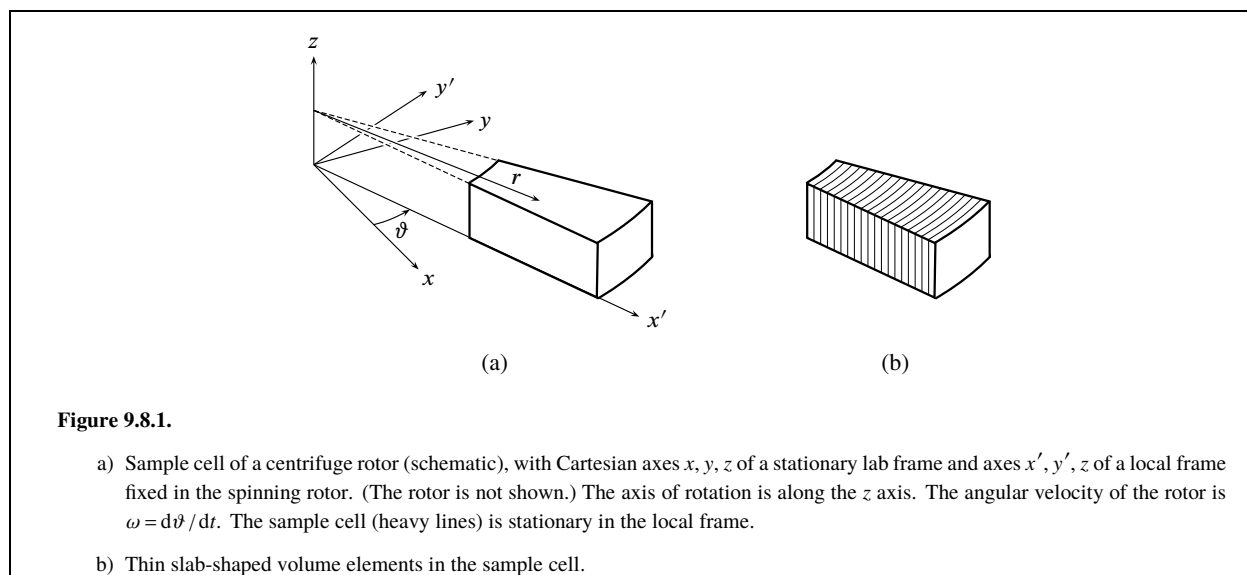 z
y′
y
r
ϑ
x
x′
(a)
(b)
Figure 9.8.1.
a) Sample cell of a centrifuge rotor (schematic), with Cartesian axes x, y, z of a stationary lab frame and axes x′, y′, z of a local frame
fixed in the spinning rotor. (The rotor is not shown.) The axis of rotation is along the z axis. The angular velocity of the rotor is
ω = dϑ / dt. The sample cell (heavy lines) is stationary in the local frame.
b) Thin slab-shaped volume elements in the sample cell.